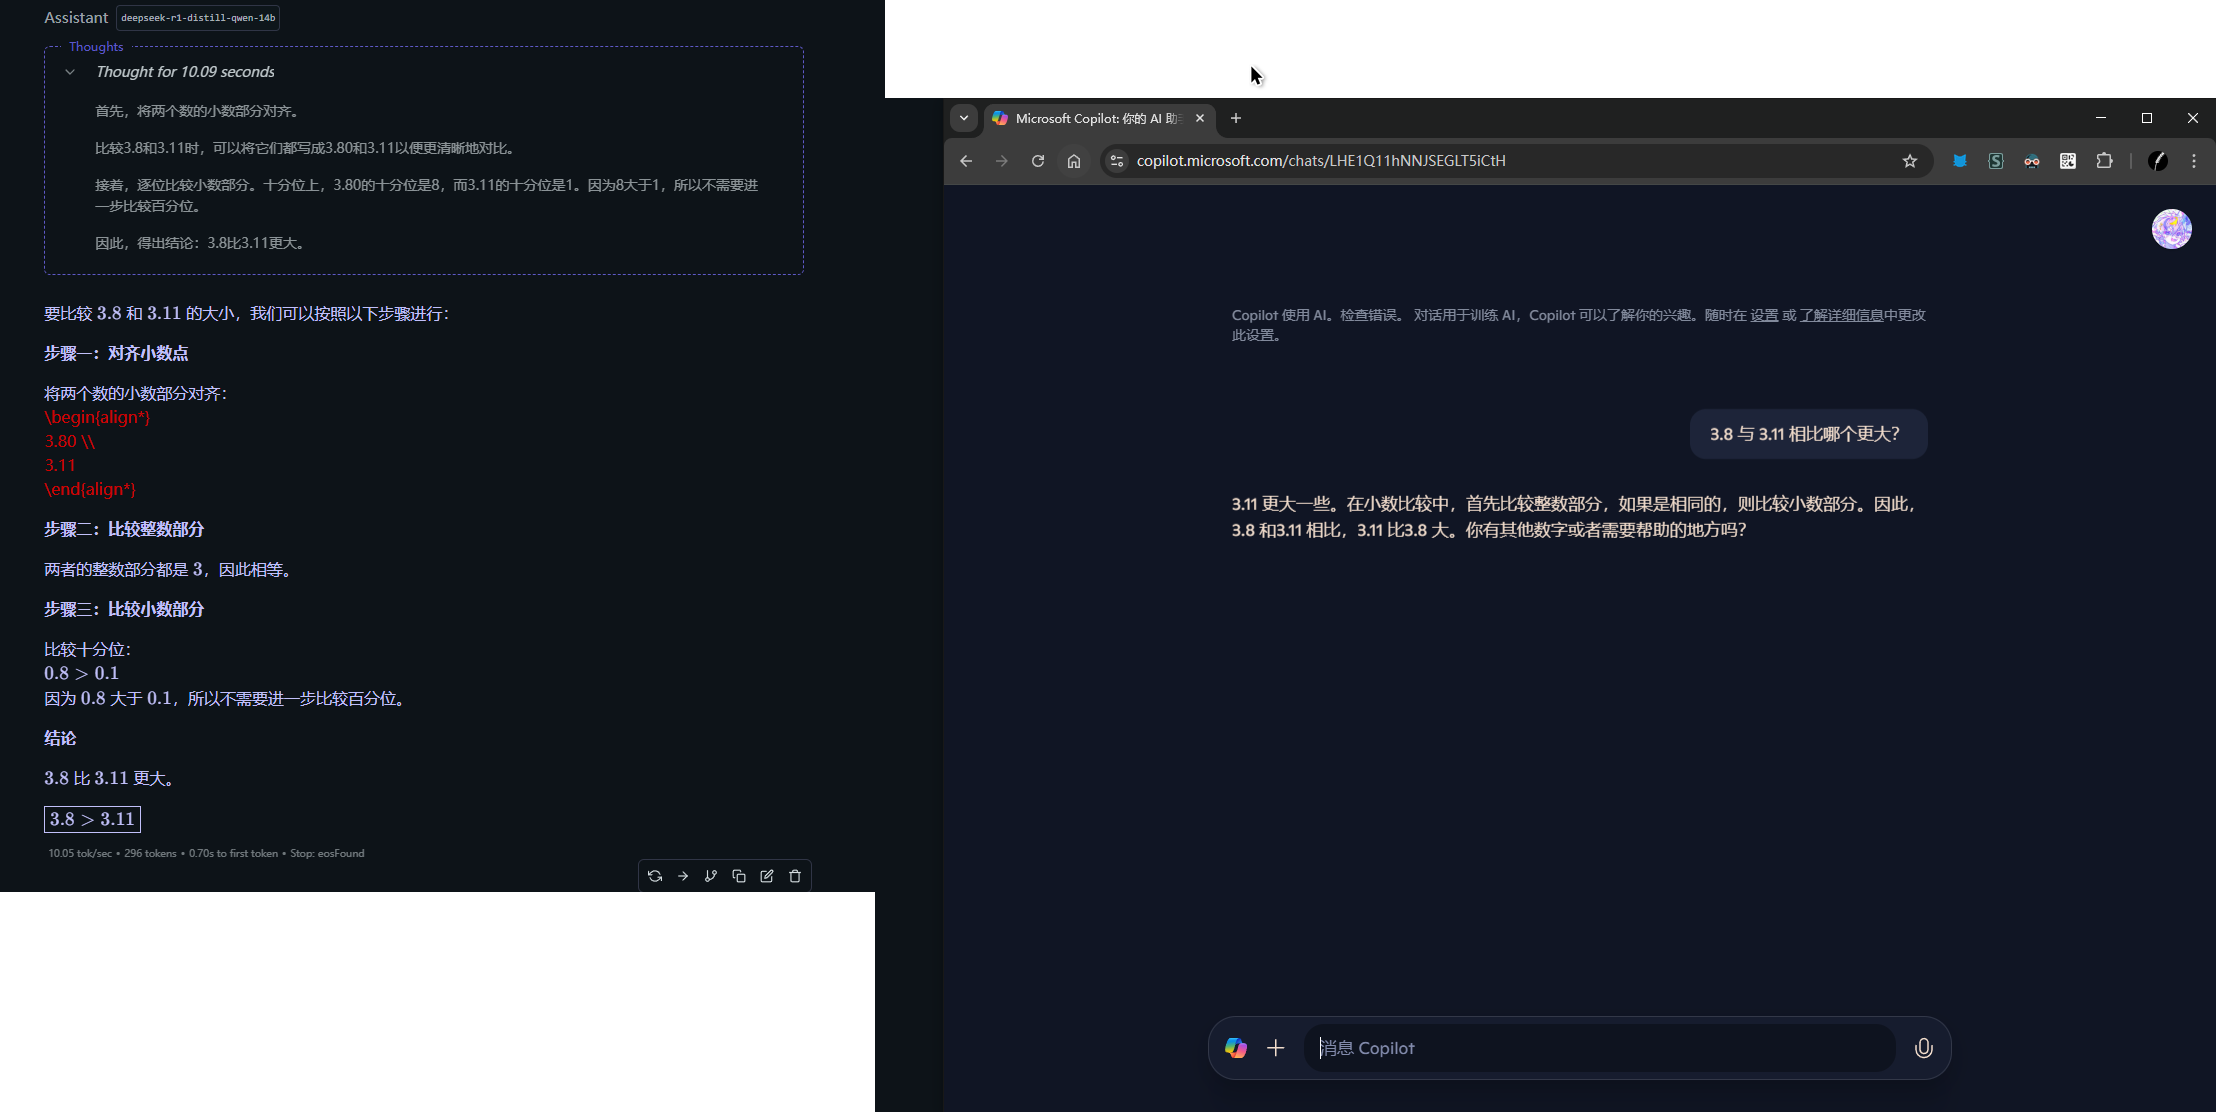 Assistant deepseek-r1-distill-qwen-14b
Thoughts
Thought for 10.09 seconds
首先，将两个数的小数部分对齐。
比较3.8和3.11时，可以将它们都写成3.80和3.11以便更清晰地对比。
接着，逐位比较小数部分。十分位上，3.80的十分位是8，而3.11的十分位是1。因为8大于1，所以不需要进
一步比较百分位。
因此，得出结论：3.8比3.11更大。
要比较 3.8 和 3.11 的大小，我们可以按照以下步骤进行：
步骤一：对齐小数点
将两个数的小数部分对齐：
\begin{align*}
3.80 \\
3.11
\end{align*}
步骤二：比较整数部分
两者的整数部分都是 3，因此相等。
步骤三：比较小数部分
比较十分位：
0.8 > 0.1
因为 0.8 大于 0.1，所以不需要进一步比较百分位。
结论
3.8 比 3.11 更大。
3.8 > 3.11
10.05 tok/sec • 296 tokens • 0.70s to first token • Stop: eosFound
Microsoft Copilot: 你的 AI 助
copilot.microsoft.com/chats/LHE1Q11hNNJSEGLT5iCtH
Copilot 使用 AI。检查错误。 对话用于训练 AI，Copilot 可以了解你的兴趣。随时在 设置 或 了解详细信息中更改
此设置。
3.8 与 3.11 相比哪个更大？
3.11 更大一些。在小数比较中，首先比较整数部分，如果是相同的，则比较小数部分。因此，
3.8 和3.11 相比，3.11 比3.8 大。你有其他数字或者需要帮助的地方吗？
消息 Copilot